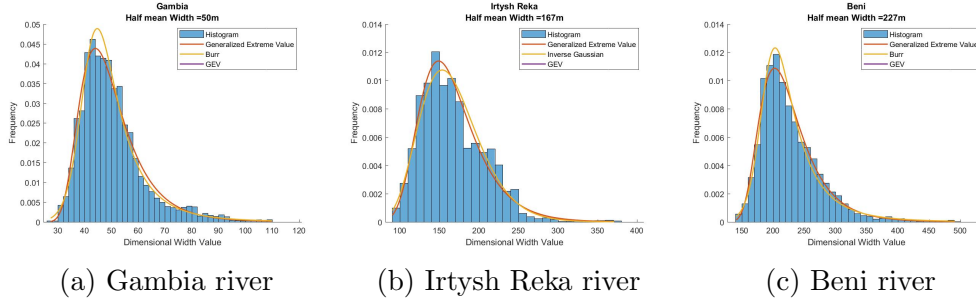 Gambia
Half mean Width =50m
Histogram
Generalized Extreme Value
Burr
GEV
Frequency
0.05
0.045
0.04
0.035
0.03
0.025
0.02
0.015
0.01
0.005
0
30 40 50 60 70 80 90 100 110 120
Dimensional Width Value
(a) Gambia river
Irtysh Reka
Half mean Width =167m
Histogram
Generalized Extreme Value
Inverse Gaussian
GEV
Frequency
0.014
0.012
0.01
0.008
0.006
0.004
0.002
0
100 150 200 250 300 350 400
Dimensional Width Value
(b) Irtysh Reka river
Beni
Half mean Width =227m
Histogram
Generalized Extreme Value
Burr
GEV
Frequency
0.014
0.012
0.01
0.008
0.006
0.004
0.002
0
150 200 250 300 350 400 450 500
Dimensional Width Value
(c) Beni river